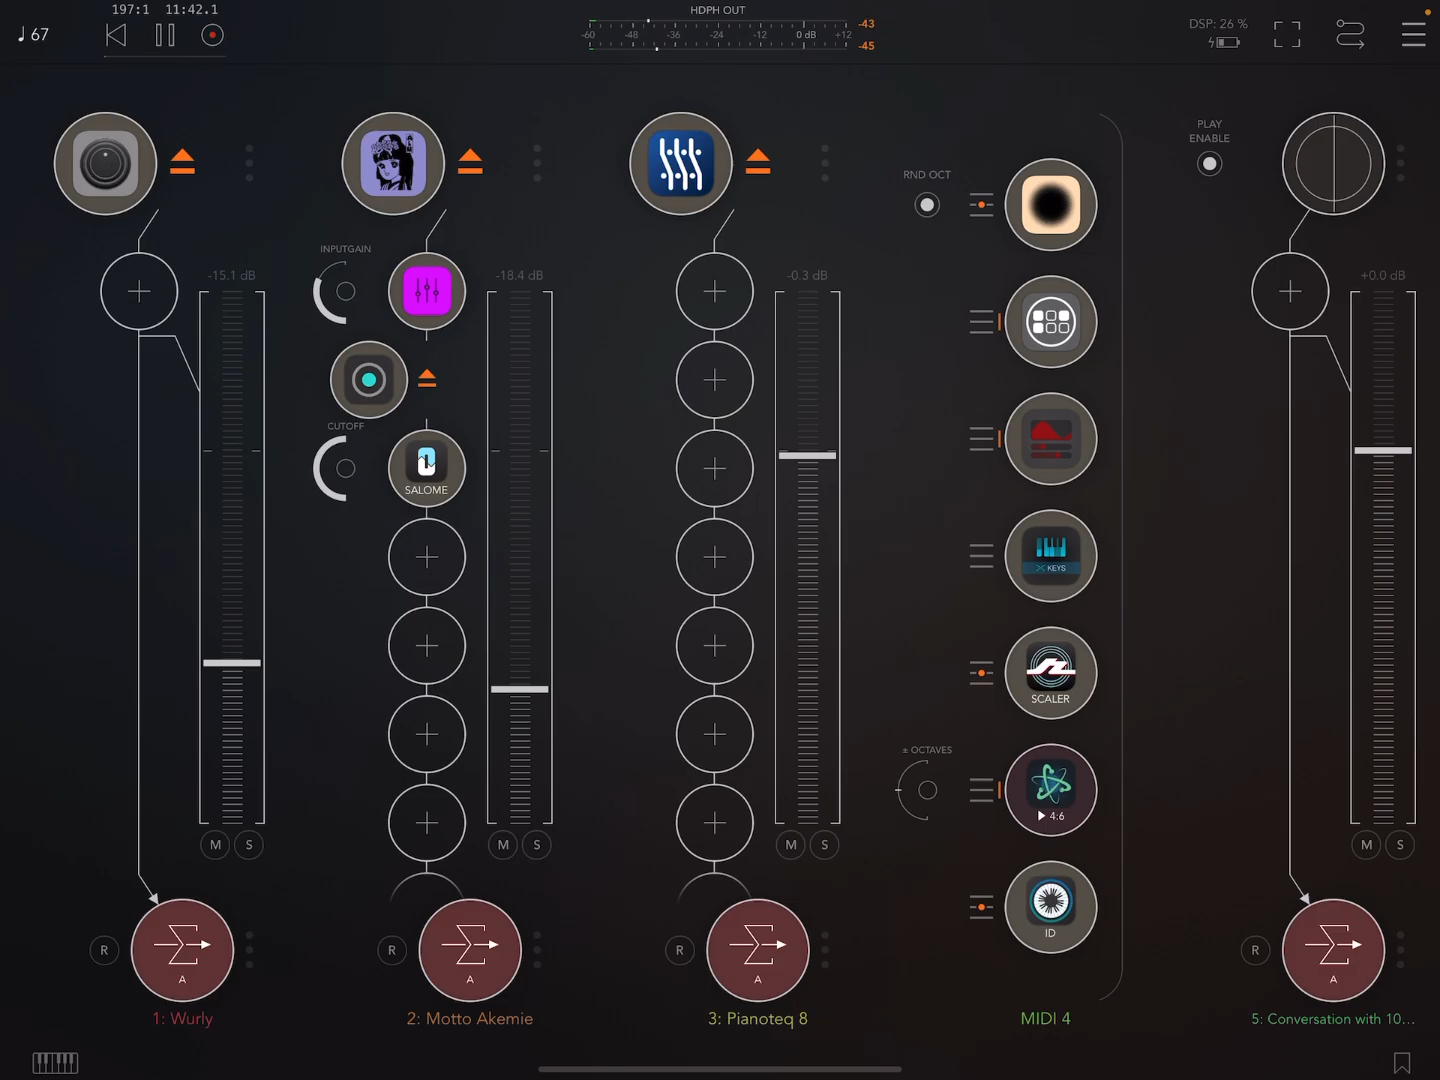 197:1 11:42.1
67
HDPH OUT
-60 -48 -36 -24 -12 0 dB +12
-43
-45
DSP: 26 %
PLAY
ENABLE
RND OCT
INPUTGAIN
-15.1 dB
-18.4 dB
-0.3 dB
+0.0 dB
CUTOFF
SALOME
KEYS
SCALER
± OCTAVES
4:6
M S
M S
M S
M S
ID
R
A
R
A
R
A
R
A
1: Wurly
2: Motto Akemie
3: Pianoteq 8
MIDI 4
5: Conversation with 10...